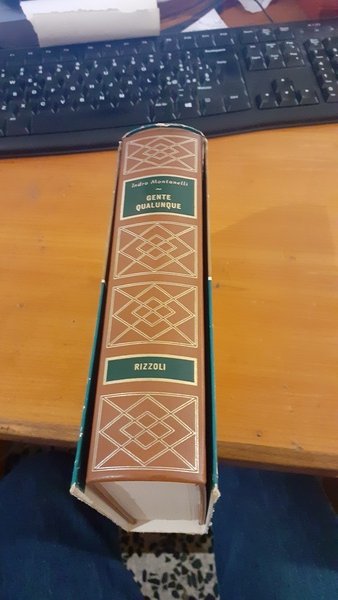 Indro Montanelli
GENTE
QUALUNQUE
RIZZOLI